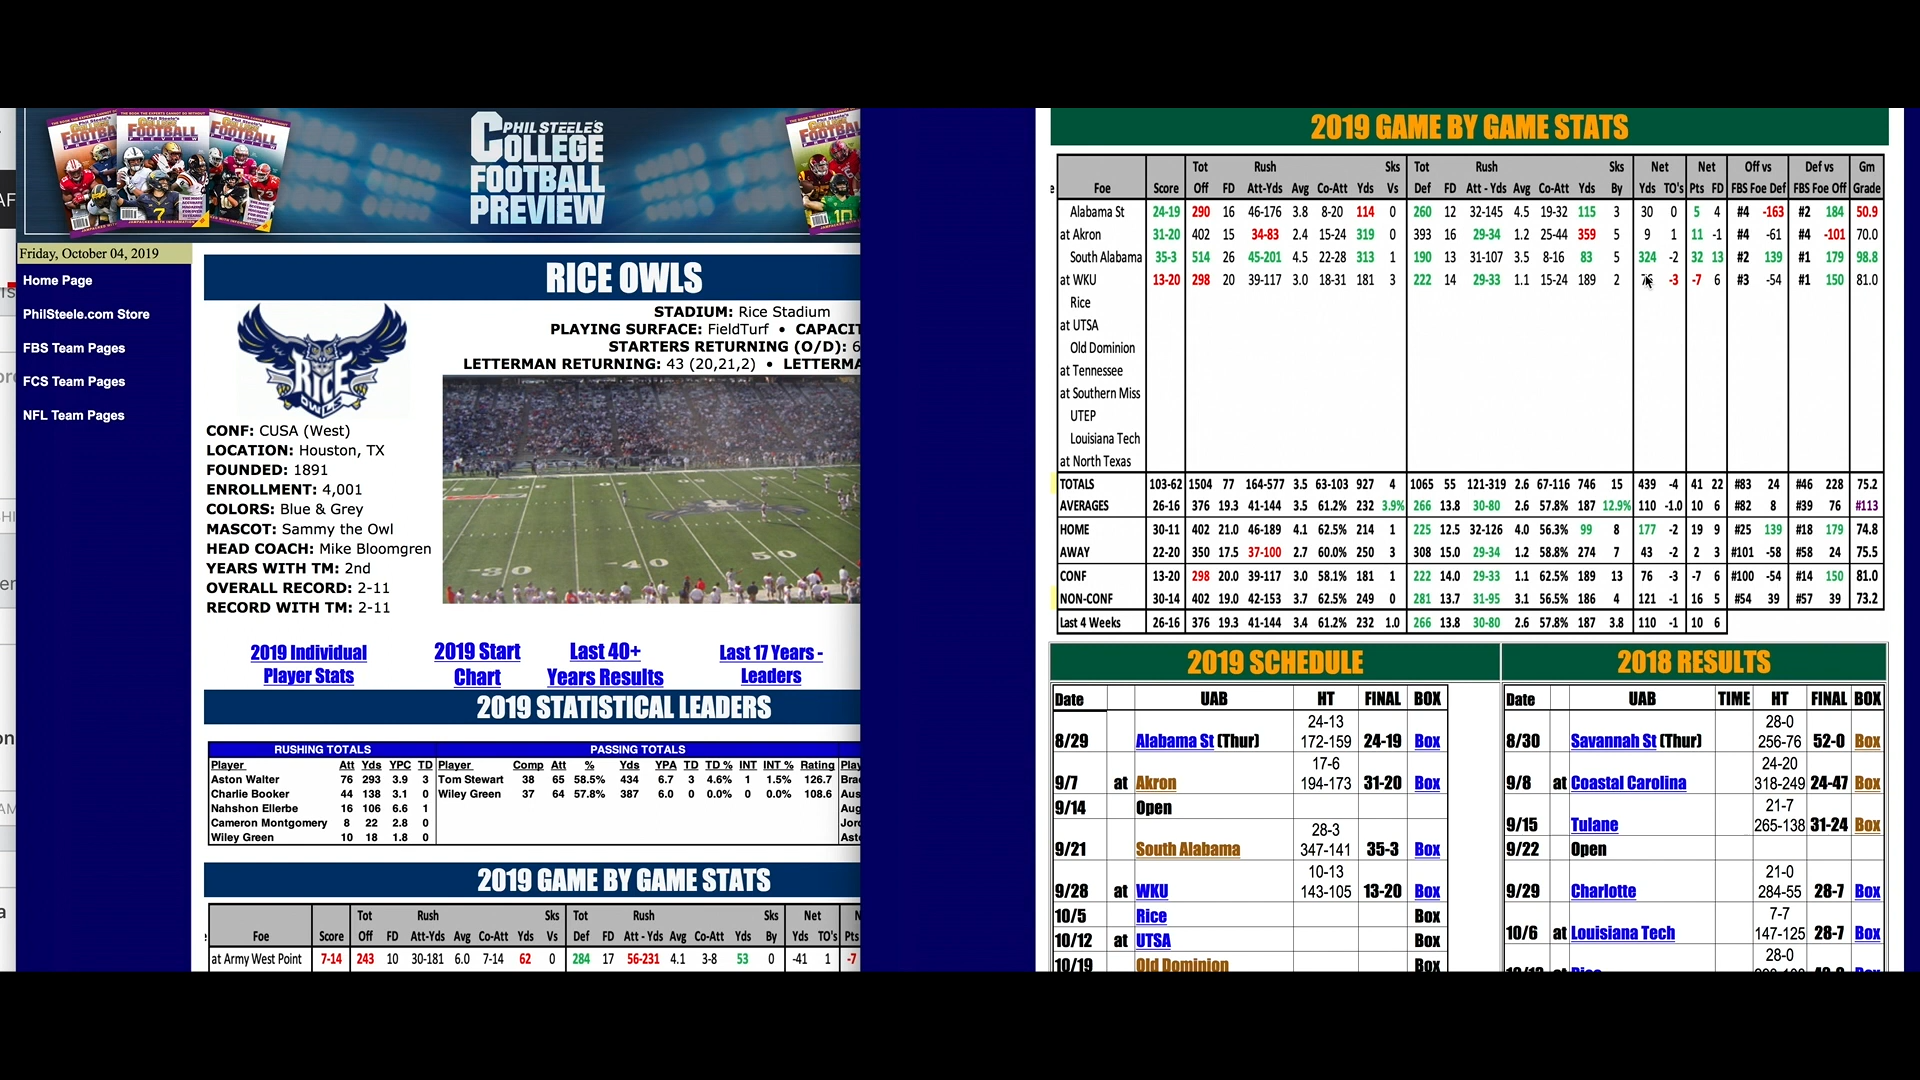 PHIL STEELE'S
COLLEGE
FOOTBALL
PREVIEW
Friday, October 04, 2019
Home Page
PhilSteele.com Store
FBS Team Pages
FCS Team Pages
NFL Team Pages
RICE OWLS
RICE
OWLS
STADIUM: Rice Stadium
PLAYING SURFACE: FieldTurf •
STARTERS RETURNING (O/D): 6
LETTERMAN RETURNING: 43 (20,21,2) •
CONF: CUSA (West)
LOCATION: Houston, TX
FOUNDED: 1891
ENROLLMENT: 4,001
COLORS: Blue & Grey
MASCOT: Sammy the Owl
HEAD COACH: Mike Bloomgren
YEARS WITH TM: 2nd
OVERALL RECORD: 2-11
RECORD WITH TM: 2-11
2019 Individual
Player Stats
2019 Start
Chart
Last 40+
Years Results
Last 17 Years -
Leaders
2019 STATISTICAL LEADERS
RUSHING TOTALS PASSING TOTALS
Player Att Yds YPC TD Player Comp Att % Yds YPA TD TD % INT INT % Rating
Aston Walter 76 293 3.9 3 Tom Stewart 38 65 58.5% 434 6.7 3 4.6% 1 1.5% 126.7
Charlie Booker 44 138 3.1 0 Wiley Green 37 64 57.8% 387 6.0 0 0.0% 0 0.0% 108.6
Nahshon Ellerbe 16 106 6.6 1
Cameron Montgomery 8 22 2.8 0
Wiley Green 10 18 1.8 0
2019 GAME BY GAME STATS
Tot Rush Sks Tot Rush Sks Net
Foe Score Off FD Att-Yds Avg Co-Att Yds Vs Def FD Att - Yds Avg Co-Att Yds By Yds TO's Pts
at Army West Point 7-14 243 10 30-181 6.0 7-14 62 0 284 17 56-231 4.1 3-8 53 0 -41 1 -7
2019 GAME BY GAME STATS
Tot Rush Sks Tot Rush Sks Net Net Off vs Def vs Gm
Foe Score Off FD Att-Yds Avg Co-Att Yds Vs Def FD Att - Yds Avg Co-Att Yds By Yds TO's Pts FD FBS Foe Def FBS Foe Off Grade
Alabama St 24-19 290 16 46-176 3.8 8-20 114 0 260 12 32-145 4.5 19-32 115 3 30 0 5 4 #4 -163 #2 184 50.9
at Akron 31-20 402 15 34-83 2.4 15-24 319 0 393 16 29-34 1.2 25-44 359 5 9 1 11 -1 #4 -61 #4 -101 70.0
South Alabama 35-3 514 26 45-201 4.5 22-28 313 1 190 13 31-107 3.5 8-16 83 5 324 -2 32 13 #2 139 #1 179 98.8
at WKU 13-20 298 20 39-117 3.0 18-31 181 3 222 14 29-33 1.1 15-24 189 2 -3 -7 6 #3 -54 #1 150 81.0
Rice
at UTSA
Old Dominion
at Tennessee
at Southern Miss
UTEP
Louisiana Tech
at North Texas
TOTALS 103-62 1504 77 164-577 3.5 63-103 927 4 1065 55 121-319 2.6 67-116 746 15 439 -4 41 22 #83 24 #46 228 75.2
AVERAGES 26-16 376 19.3 41-144 3.5 61.2% 232 3.9% 266 13.8 30-80 2.6 57.8% 187 12.9% 110 -1.0 10 6 #82 8 #39 76 #113
HOME 30-11 402 21.0 46-189 4.1 62.5% 214 1 225 12.5 32-126 4.0 56.3% 99 8 177 -2 19 9 #25 139 #18 179 74.8
AWAY 22-20 350 17.5 37-100 2.7 60.0% 250 3 308 15.0 29-34 1.2 58.8% 274 7 43 -2 2 3 #101 -58 #58 24 75.5
CONF 13-20 298 20.0 39-117 3.0 58.1% 181 1 222 14.0 29-33 1.1 62.5% 189 13 76 -3 -7 6 #100 -54 #14 150 81.0
NON-CONF 30-14 402 19.0 42-153 3.7 62.5% 249 0 281 13.7 31-95 3.1 56.5% 186 4 121 -1 16 5 #54 39 #57 39 73.2
Last 4 Weeks 26-16 376 19.3 41-144 3.4 61.2% 232 1.0 266 13.8 30-80 2.6 57.8% 187 3.8 110 -1 10 6
2019 SCHEDULE
Date UAB HT FINAL BOX
24-13
8/29 Alabama St (Thur) 172-159 24-19 Box
17-6
9/7 at Akron 194-173 31-20 Box
9/14 Open
28-3
9/21 South Alabama 347-141 35-3 Box
10-13
9/28 at WKU 143-105 13-20 Box
10/5 Rice Box
10/12 at UTSA Box
10/19 Old Dominion Box
2018 RESULTS
Date UAB TIME HT FINAL BOX
28-0
8/30 Savannah St (Thur) 256-76 52-0 Box
24-20
9/8 at Coastal Carolina 318-249 24-47 Box
21-7
9/15 Tulane 265-138 31-24 Box
9/22 Open
21-0
9/29 Charlotte 284-55 28-7 Box
7-7
10/6 at Louisiana Tech 147-125 28-7 Box
28-0